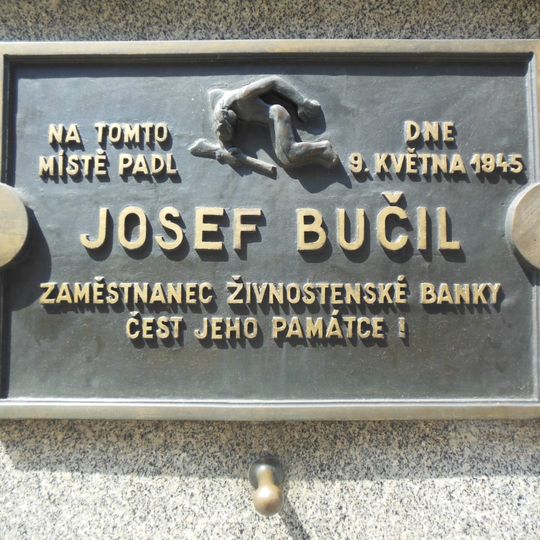 NA TOMTO DNE
MÍSTĚ PADL 9. KVĚTNA 1945
JOSEF BUČIL
ZAMĚSTNANEC ŽIVNOSTENSKÉ BANKY
ČEST JEHO PAMÁTCE !